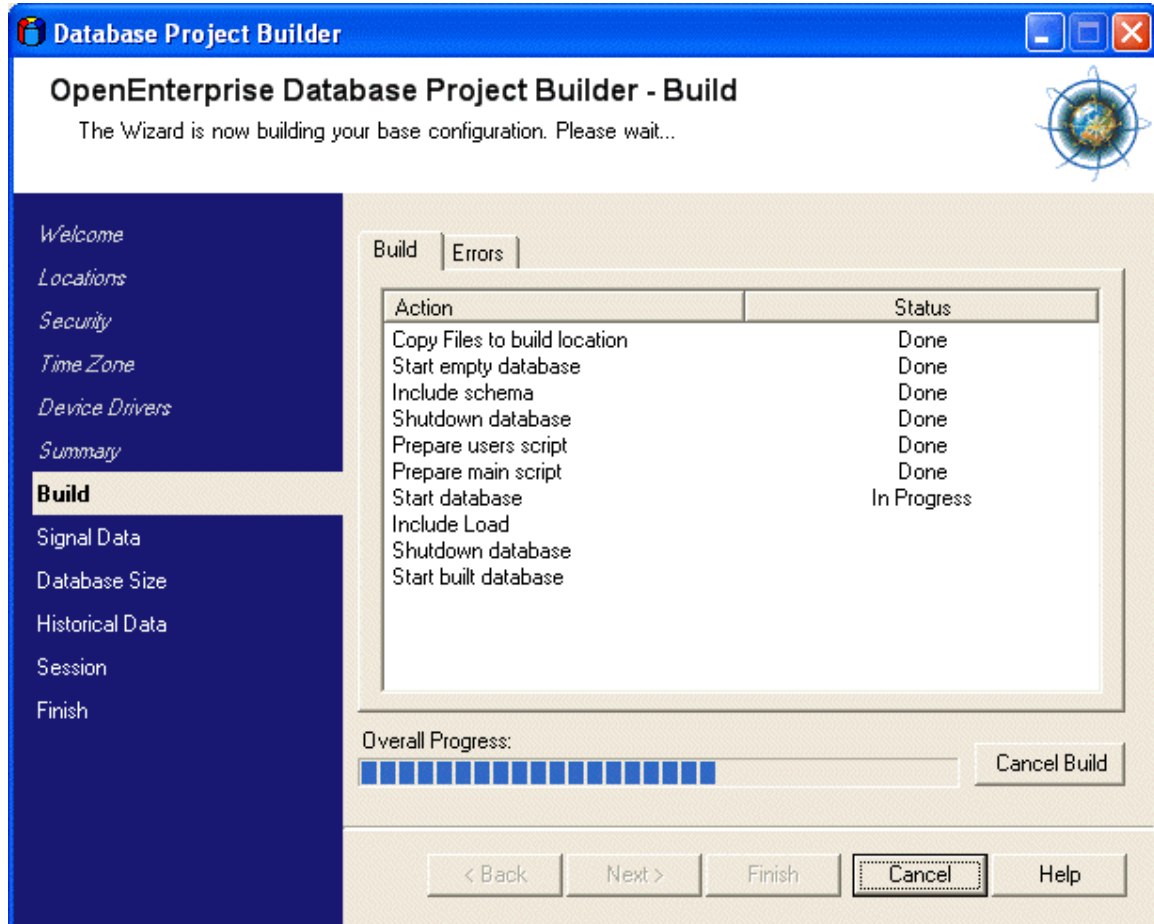 Database Project Builder
OpenEnterprise Database Project Builder - Build
The Wizard is now building your base configuration. Please wait...
Welcome
Locations
Security
Time Zone
Device Drivers
Summary
Build
Signal Data
Database Size
Historical Data
Session
Finish
Build Errors
Action Status
Copy Files to build location Done
Start empty database Done
Include schema Done
Shutdown database Done
Prepare users script Done
Prepare main script Done
Start database In Progress
Include Load
Shutdown database
Start built database
Overall Progress:
Cancel Build
< Back Next > Finish Cancel Help